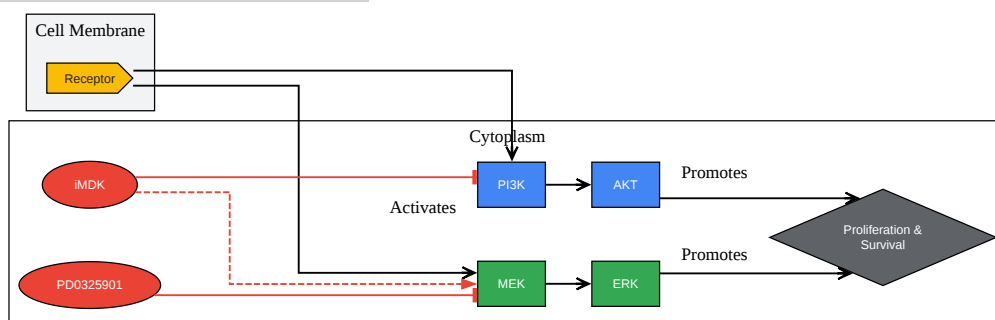 Cell Membrane
Receptor
Cytoplasm
iMDK
PI3K
AKT
Promotes
Activates
Proliferation &
Survival
Promotes
PD0325901
MEK
ERK